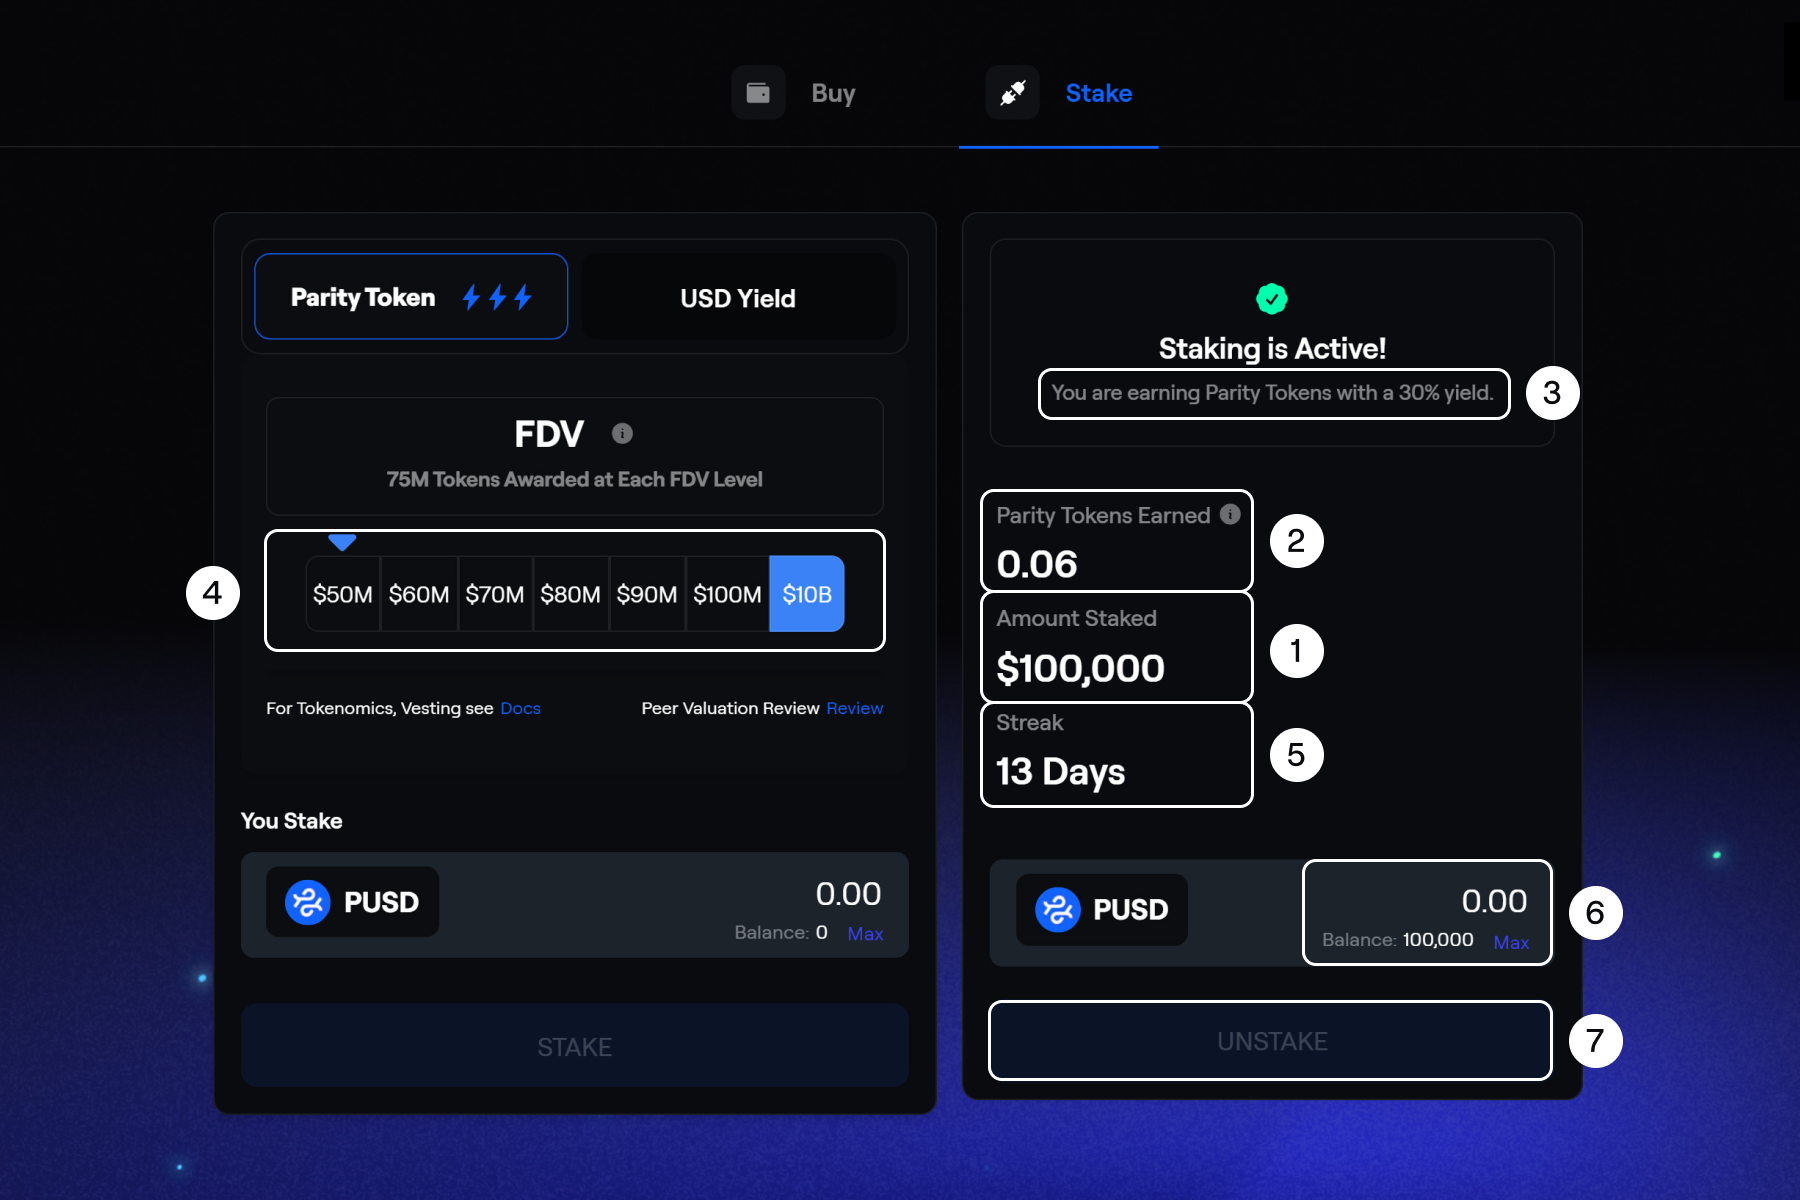 Buy
Stake
Parity Token
USD Yield
FDV
75M Tokens Awarded at Each FDV Level
4
$50M $60M $70M $80M $90M $100M $10B
For Tokenomics, Vesting see Docs
Peer Valuation Review Review
You Stake
PUSD
0.00
Balance: 0 Max
STAKE
Staking is Active!
You are earning Parity Tokens with a 30% yield.
3
Parity Tokens Earned
0.06
2
Amount Staked
$100,000
1
Streak
13 Days
5
PUSD
0.00
Balance: 100,000 Max
6
UNSTAKE
7